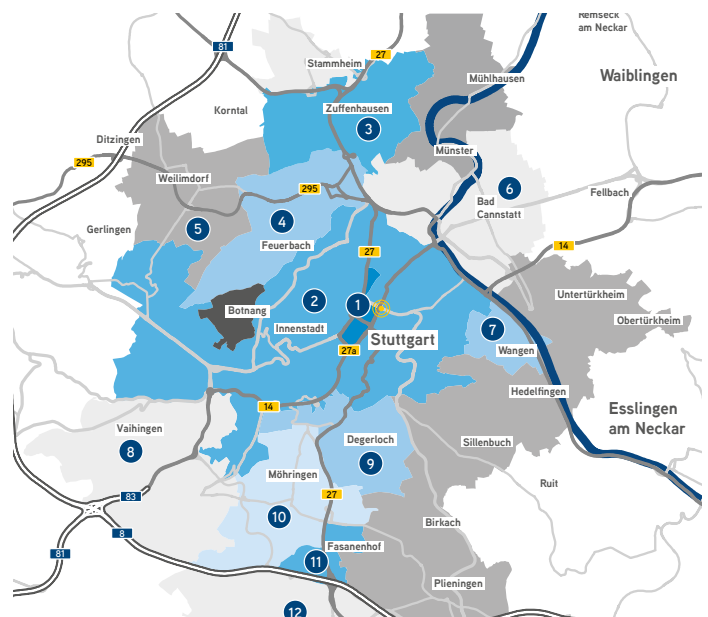 Remseck
am Neckar
81
27
Stammheim
Mühlhausen
Waiblingen
Zuffenhausen
Korntal
3
Ditzingen
Münster
295
Weilimdorf
295
6
Fellbach
Bad
Cannstatt
4
5
Gerlingen
Feuerbach
14
27
Untertürkheim
2
1
Botnang
Obertürkheim
Innenstadt
7
Stuttgart
27a
Wangen
Hedelfingen
14
Esslingen
am Neckar
Vaihingen
Degerloch
Sillenbuch
8
9
Möhringen
Ruit
83
27
10
Birkach
8
Fasanenhof
81
11
Plieningen
12